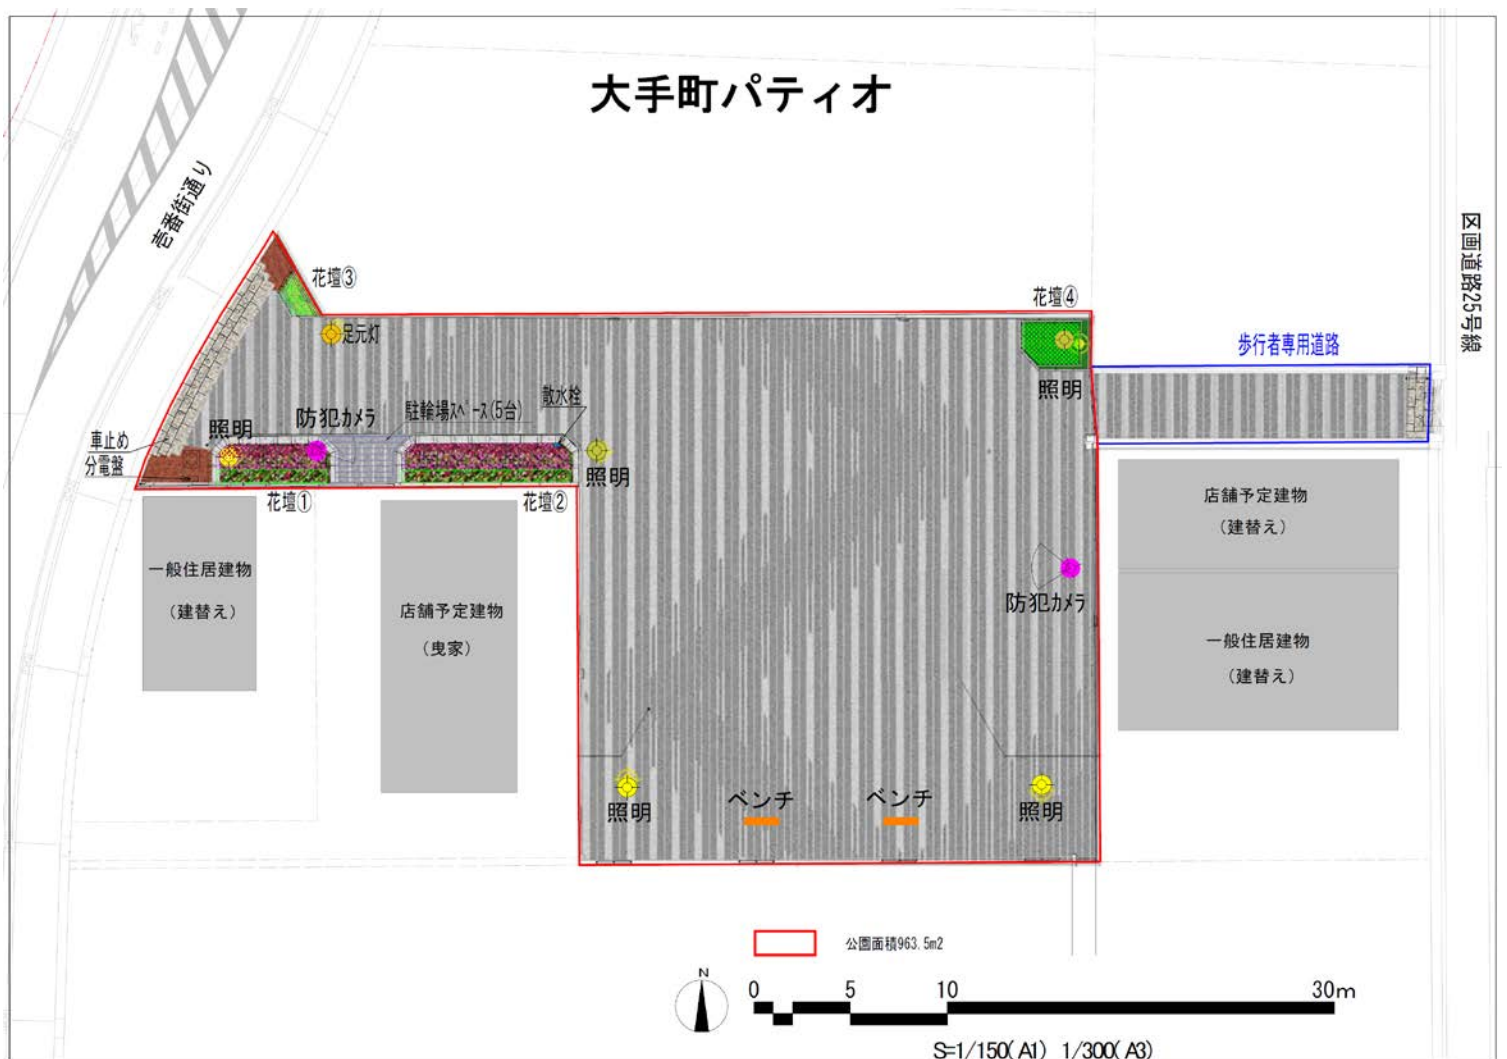 大手町パティオ
壱番街通り
区画道路25号線
花壇③
花壇④
足元灯
歩行者専用道路
照明
散水栓
駐輪場ｽﾍﾟｰｽ(5台)
防犯ｶﾒﾗ
照明
車止め
分電盤
照明
花壇①
花壇②
店舗予定建物
(建替え)
一般住居建物
(建替え)
店舗予定建物
(曳家)
防犯ｶﾒﾗ
一般住居建物
(建替え)
ベンチ
ベンチ
照明
照明
公園面積963.5m2
N
0 5 10 30m
S=1/150(A1) 1/300(A3)